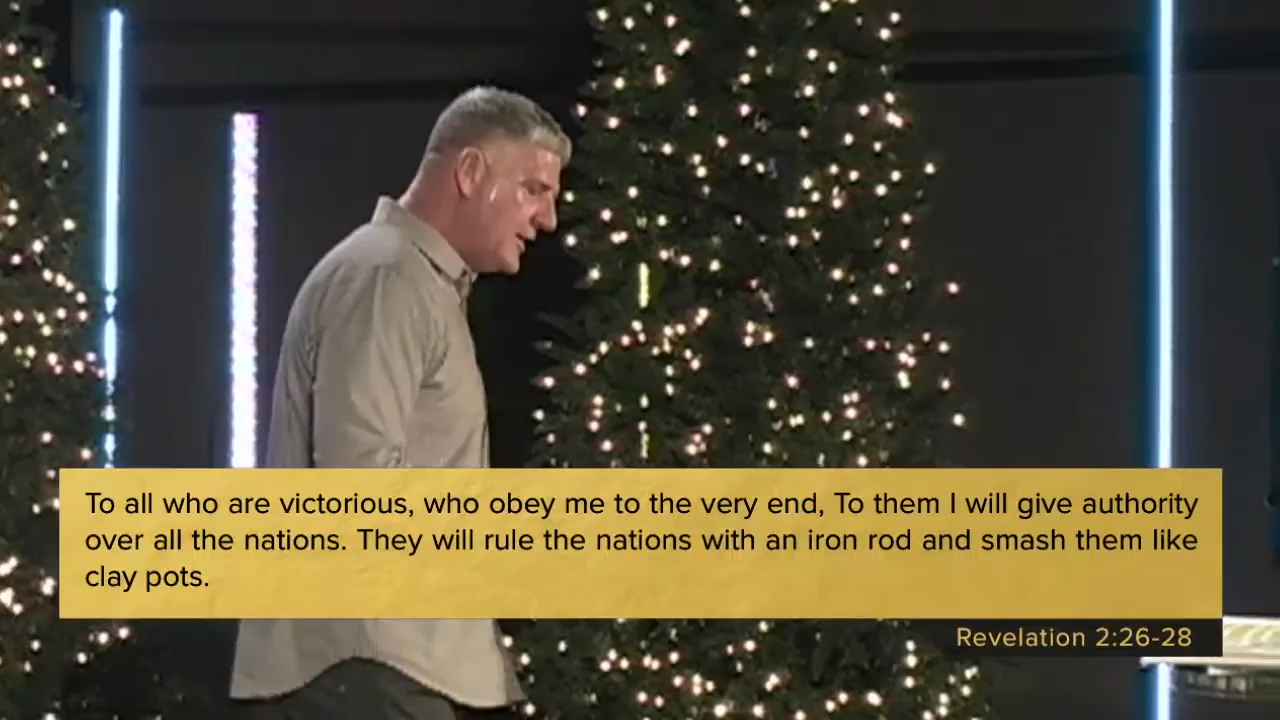 To all who are victorious, who obey me to the very end, To them I will give authority
over all the nations. They will rule the nations with an iron rod and smash them like
clay pots.
Revelation 2:26-28